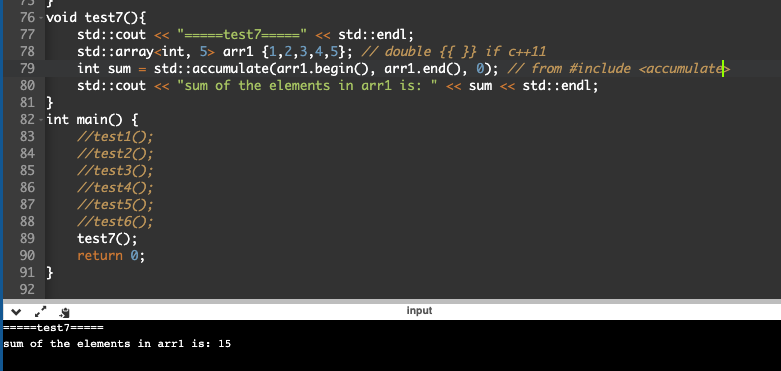 75 }
76 void test7(){
77 std::cout << "=====test7=====" << std::endl;
78 std::array<int, 5> arr1 {1,2,3,4,5}; // double {{ }} if c++11
79 int sum = std::accumulate(arr1.begin(), arr1.end(), 0); // from #include <accumulate>
80 std::cout << "sum of the elements in arr1 is: " << sum << std::endl;
81 }
82 int main() {
83 //test1();
84 //test2();
85 //test3();
86 //test4();
87 //test5();
88 //test6();
89 test7();
90 return 0;
91 }
92
input
=====test7=====
sum of the elements in arr1 is: 15